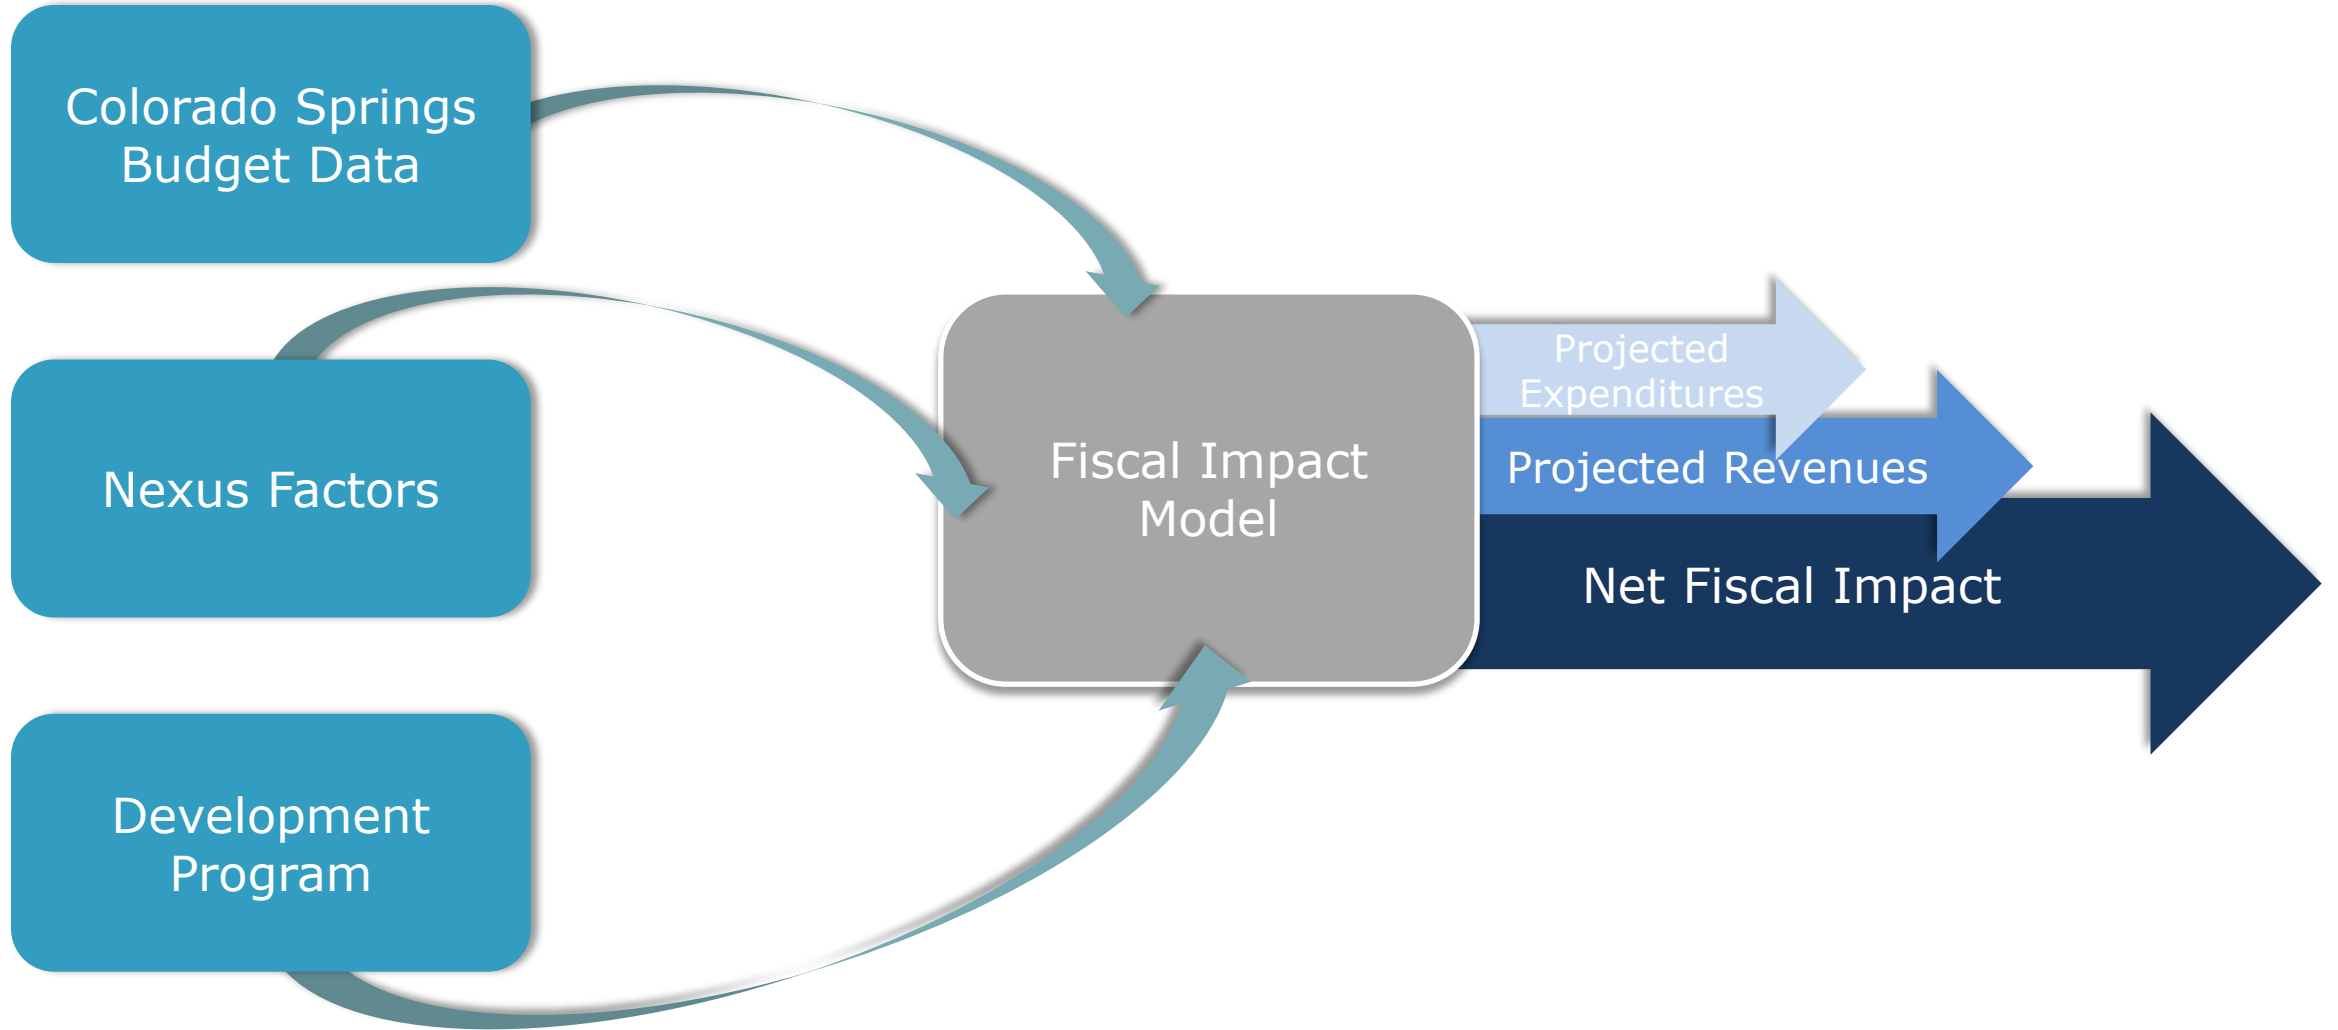 Colorado Springs
Budget Data
Nexus Factors
Development
Program
Fiscal Impact
Model
Projected
Expenditures
Projected Revenues
Net Fiscal Impact